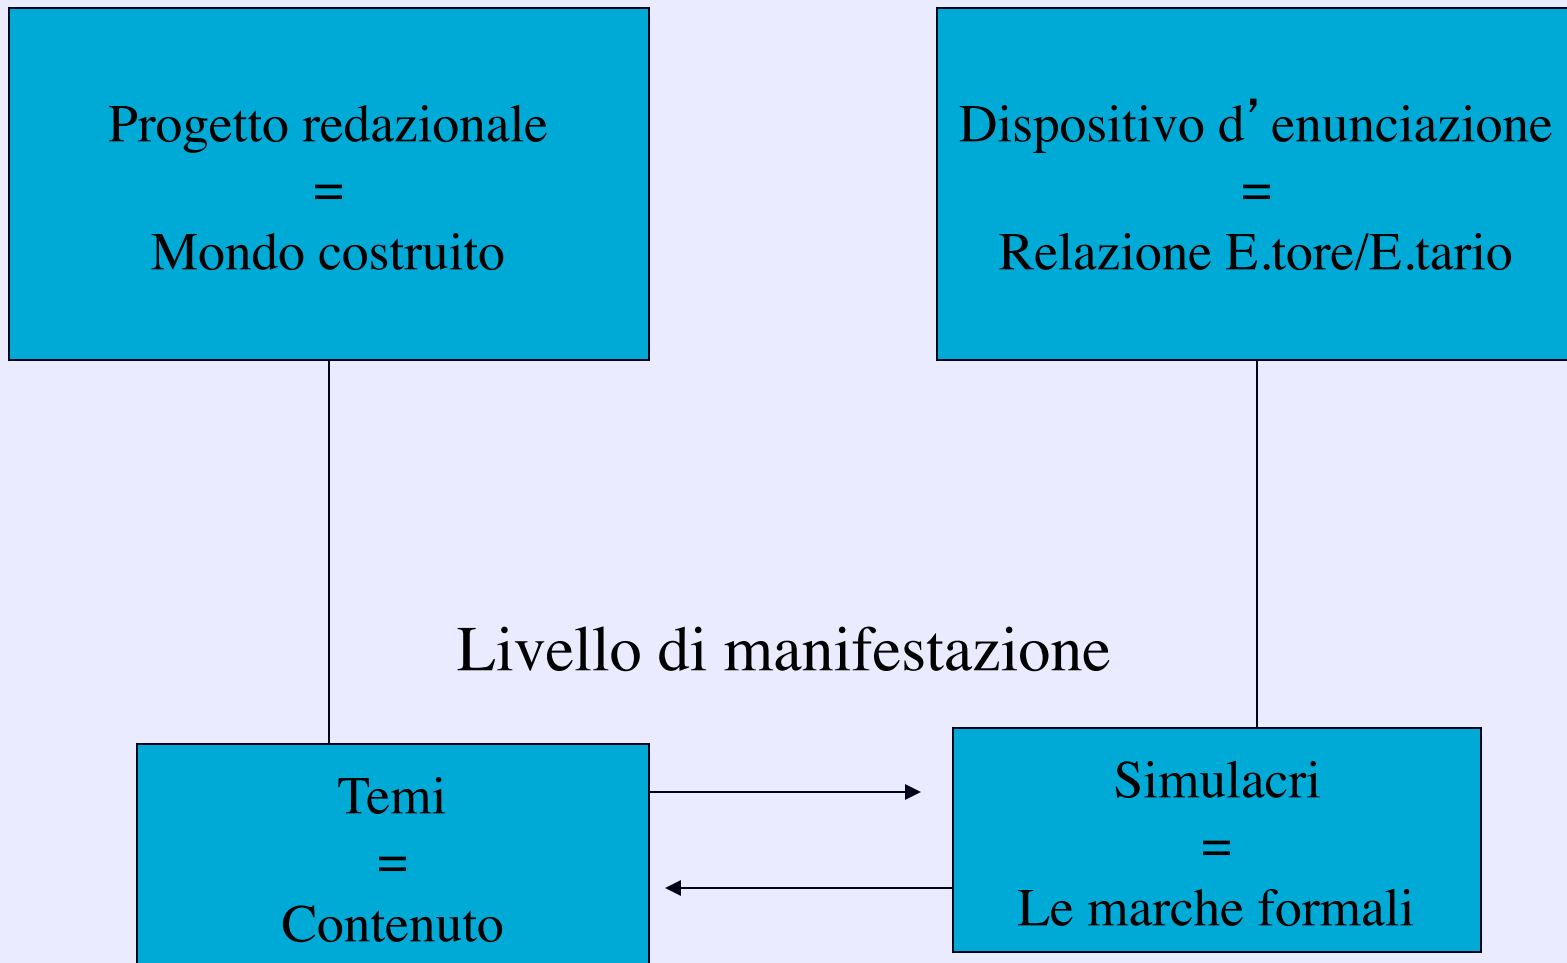 Progetto redazionale
=
Mondo costruito
Dispositivo d’ enunciazione
=
Relazione E.tore/E.tario
Livello di manifestazione
Temi
=
Contenuto
Simulacri
=
Le marche formali